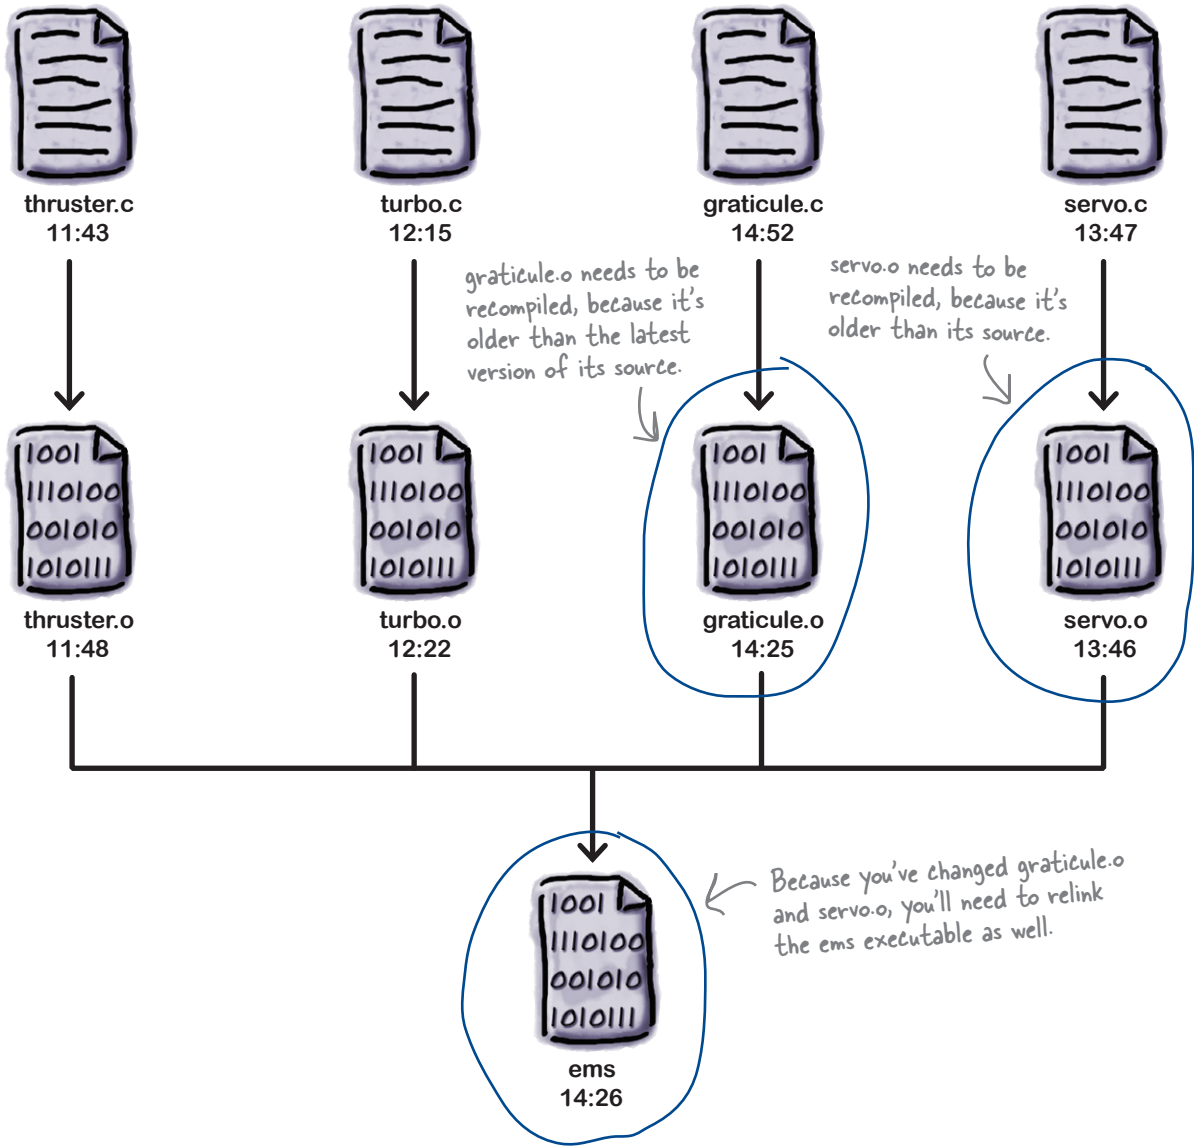 thruster.c
11:43
turbo.c
12:15
graticule.c
14:52
servo.c
13:47
graticule.o needs to be
recompiled, because it's
older than the latest
version of its source.
servo.o needs to be
recompiled, because it's
older than its source.
1001
1110100
001010
1010111
thruster.o
11:48
1001
1110100
001010
1010111
turbo.o
12:22
1001
1110100
001010
1010111
graticule.o
14:25
1001
1110100
001010
1010111
servo.o
13:46
Because you've changed graticule.o
and servo.o, you'll need to relink
the ems executable as well.
1001
1110100
001010
1010111
ems
14:26